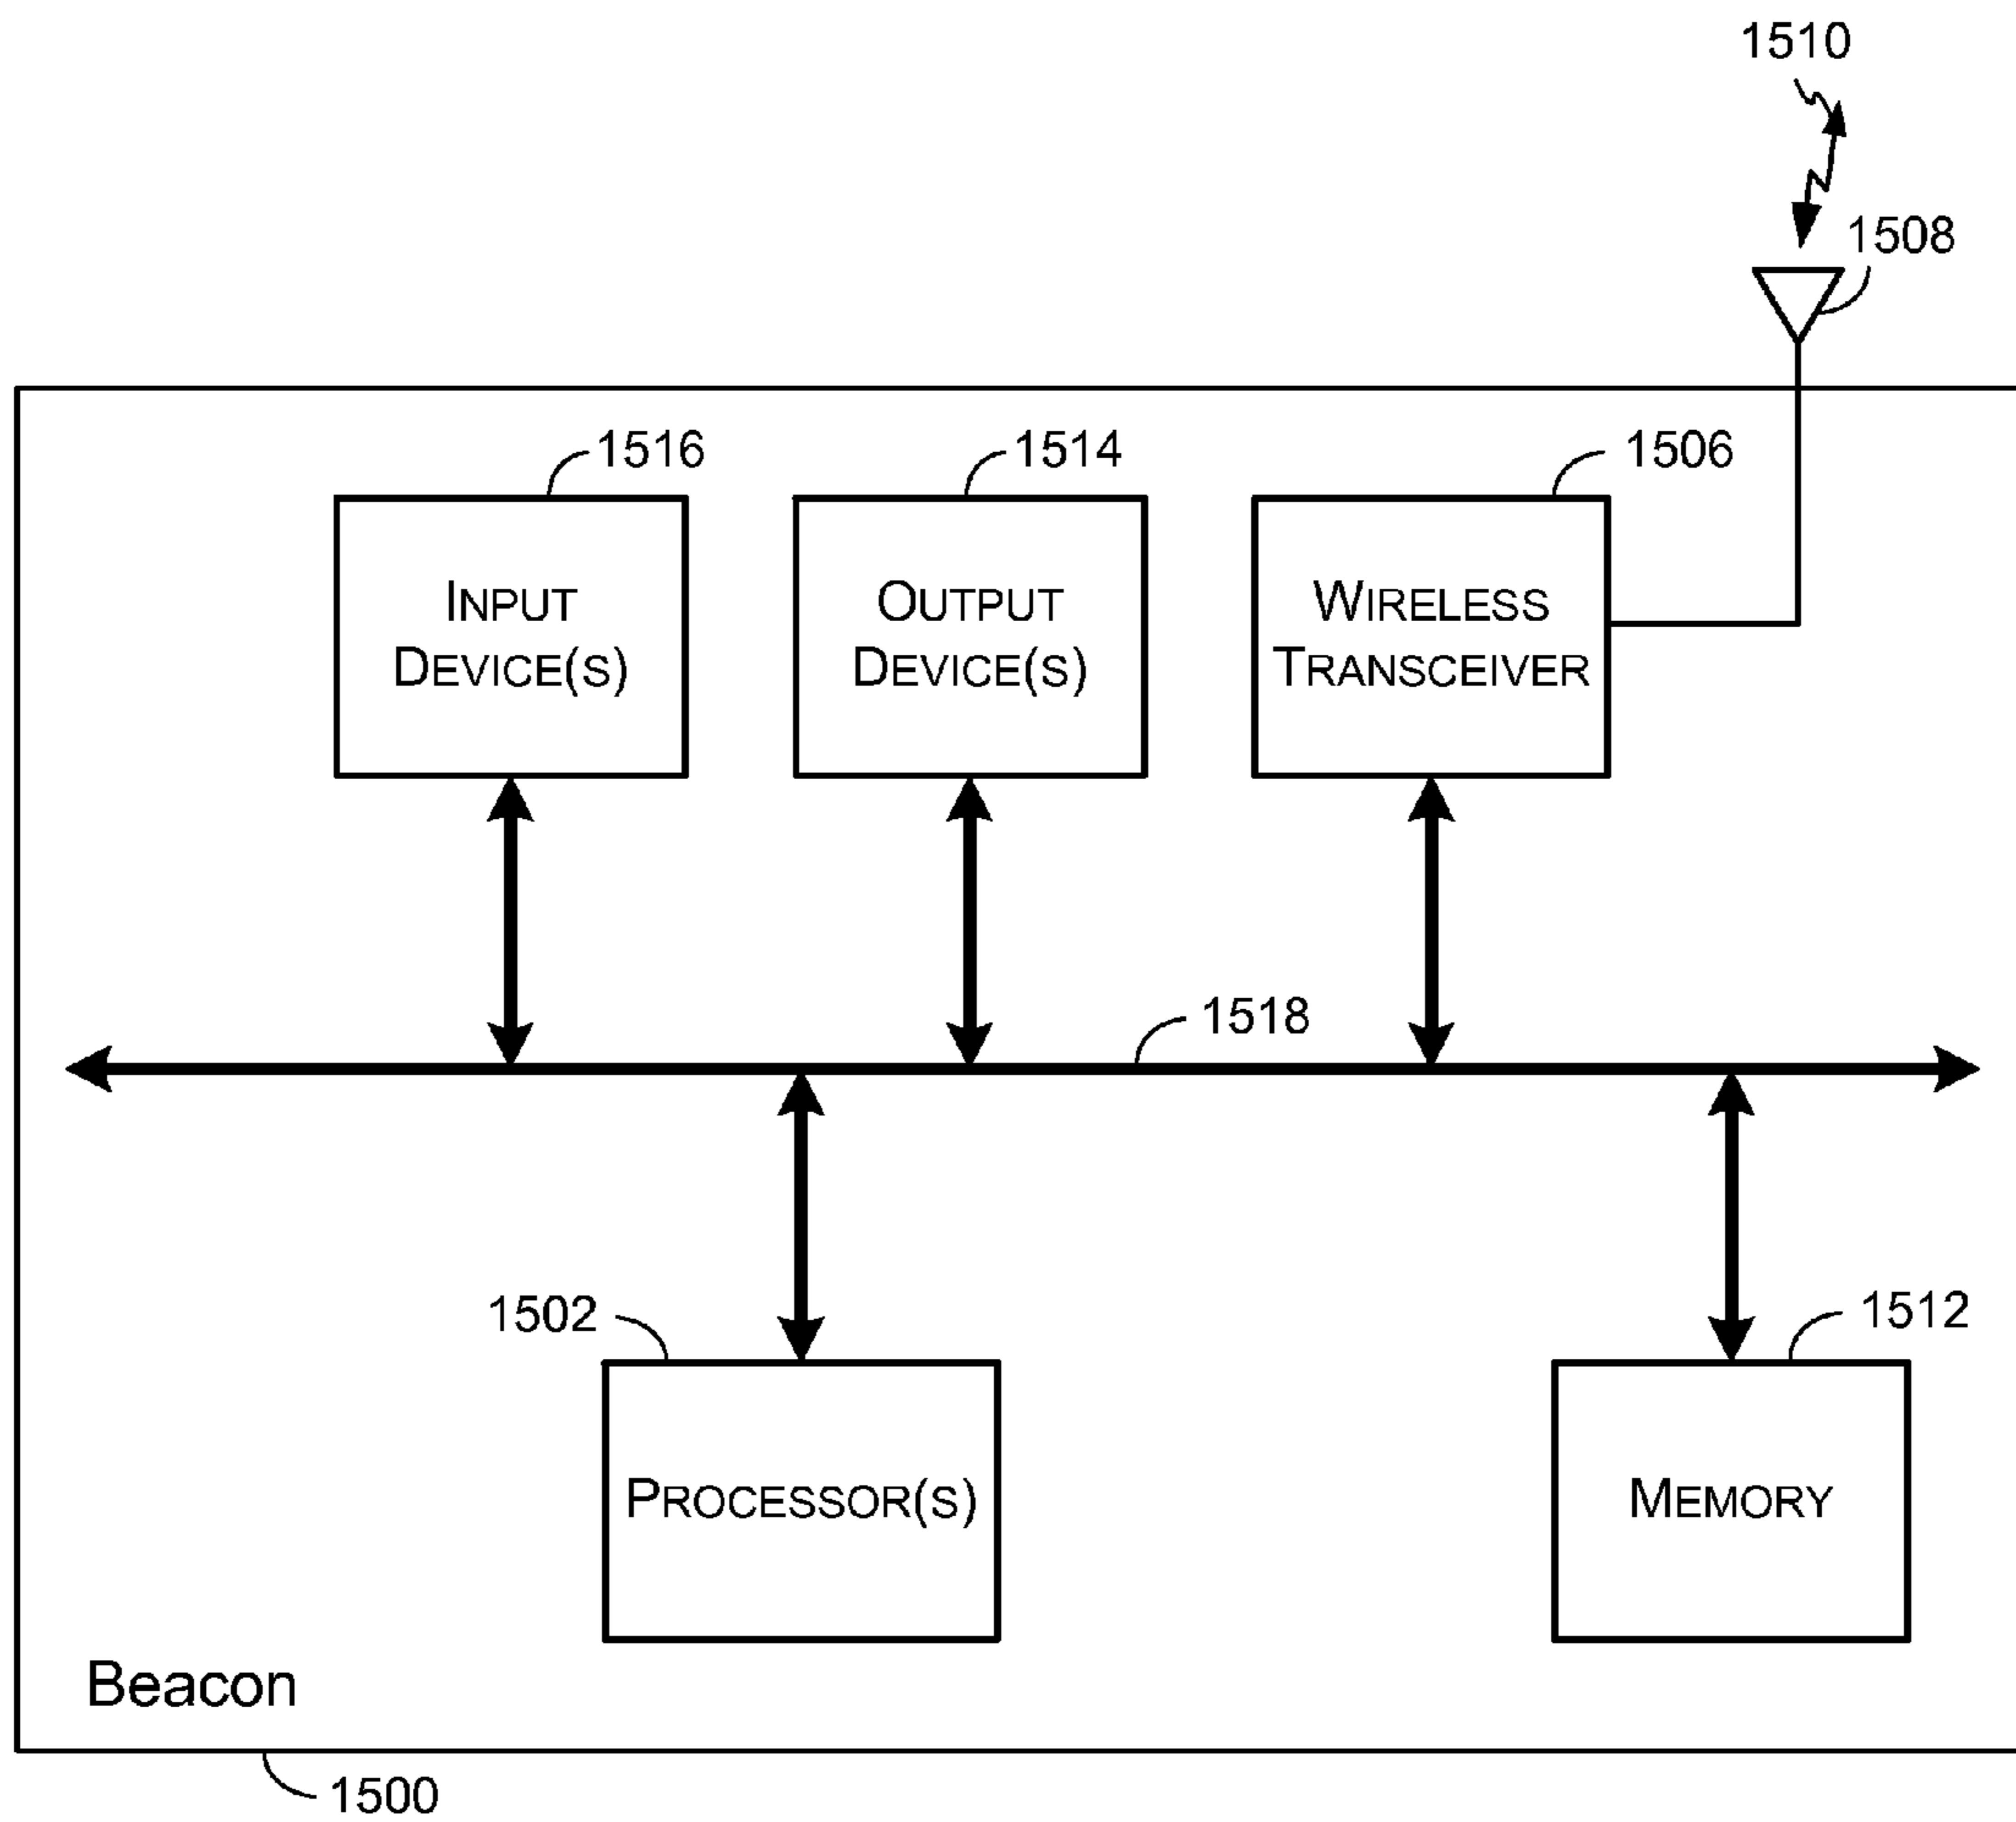 1510
1508
1516
1514
1506
INPUT
DEVICE(S)
OUTPUT
DEVICE(S)
WIRELESS
TRANSCEIVER
1518
1502
1512
PROCESSOR(S)
MEMORY
Beacon
1500